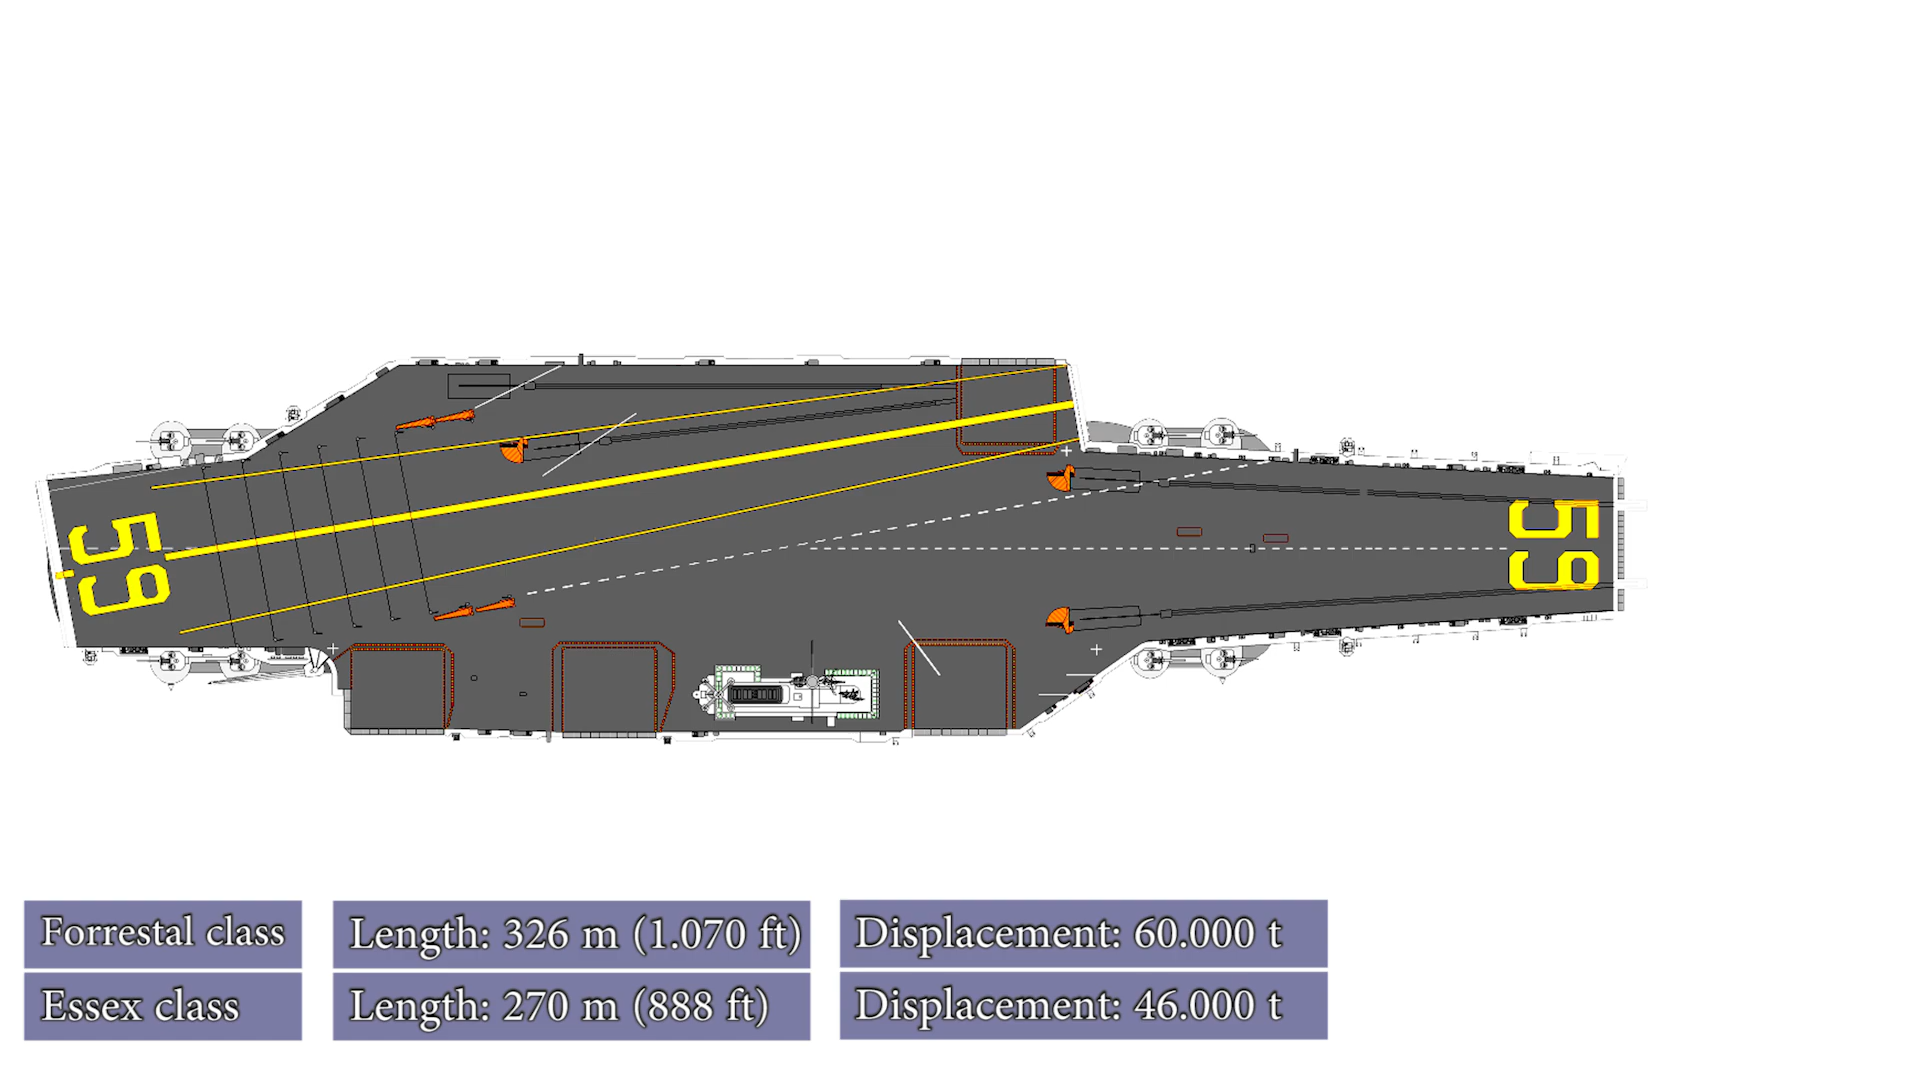 59
59
Forrestal class
Length: 326 m (1.070 ft)
Displacement: 60.000 t
Essex class
Length: 270 m (888 ft)
Displacement: 46.000 t